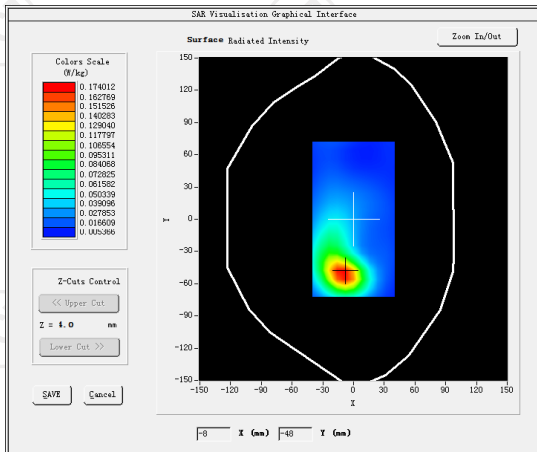 SAR Visualisation Graphical Interface
Surface Radiated Intensity
Zoom In/Out
Colors Scale
(W/kg)
0.174012
0.162769
0.151526
0.140283
0.129040
0.117797
0.106554
0.095311
0.084068
0.072825
0.061582
0.050339
0.039096
0.027853
0.016609
0.005366
150
120
90
60
30
0
-30
-60
-90
-120
-150
Y
-150 -120 -90 -60 -30 0 30 60 90 120 150
X
Z-Cuts Control
<< Upper Cut
Z = 4.0 mm
Lower Cut >>
SAVE Cancel
-8 X (mm) -48 Y (mm)